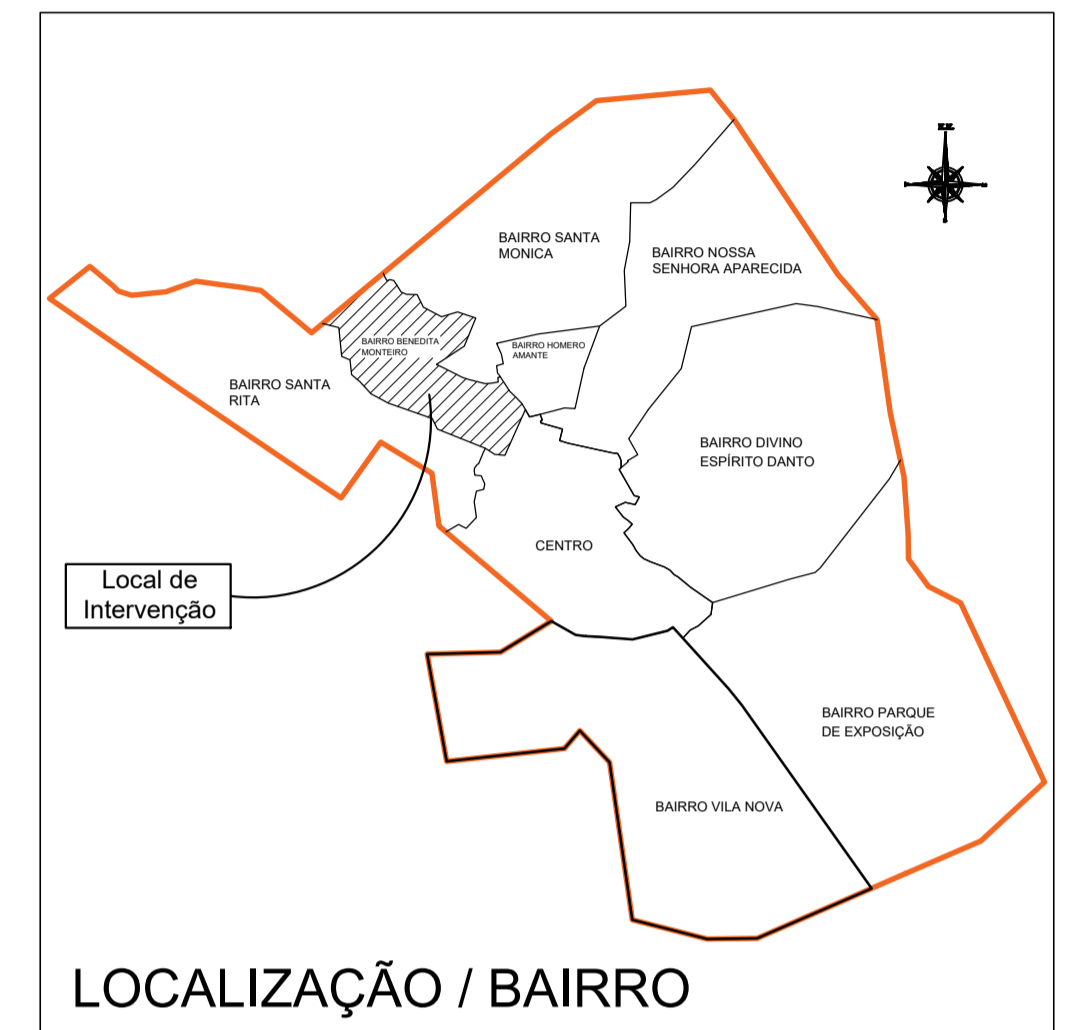 BAIRRO SANTA
MONICA
BAIRRO NOSSA
SENHORA APARECIDA
BAIRRO BENEDITA
MONTEIRO
BAIRRO HOMERO
AMANTE
BAIRRO SANTA
RITA
BAIRRO DIVINO
ESPÍRITO DANTO
CENTRO
Local de
Intervenção
BAIRRO PARQUE
DE EXPOSIÇÃO
BAIRRO VILA NOVA
LOCALIZAÇÃO / BAIRRO